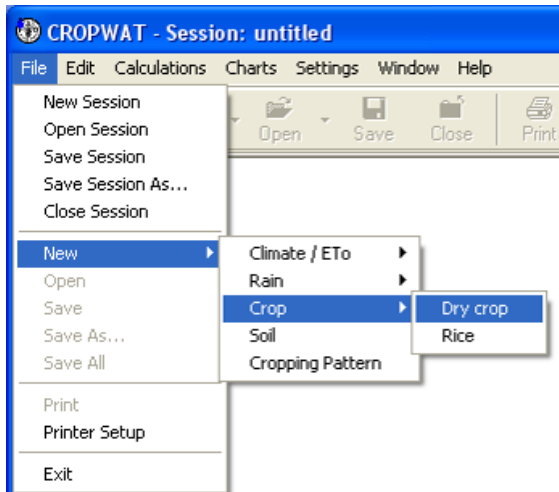 CROPWAT - Session: untitled
File Edit Calculations Charts Settings Window Help
New Session
Open Session
Save Session
Save Session As...
Close Session
New
Open
Save
Save As...
Save All
Print
Printer Setup
Exit
Open Save Close Print
Climate / ETo
Rain
Crop
Soil
Cropping Pattern
Dry crop
Rice